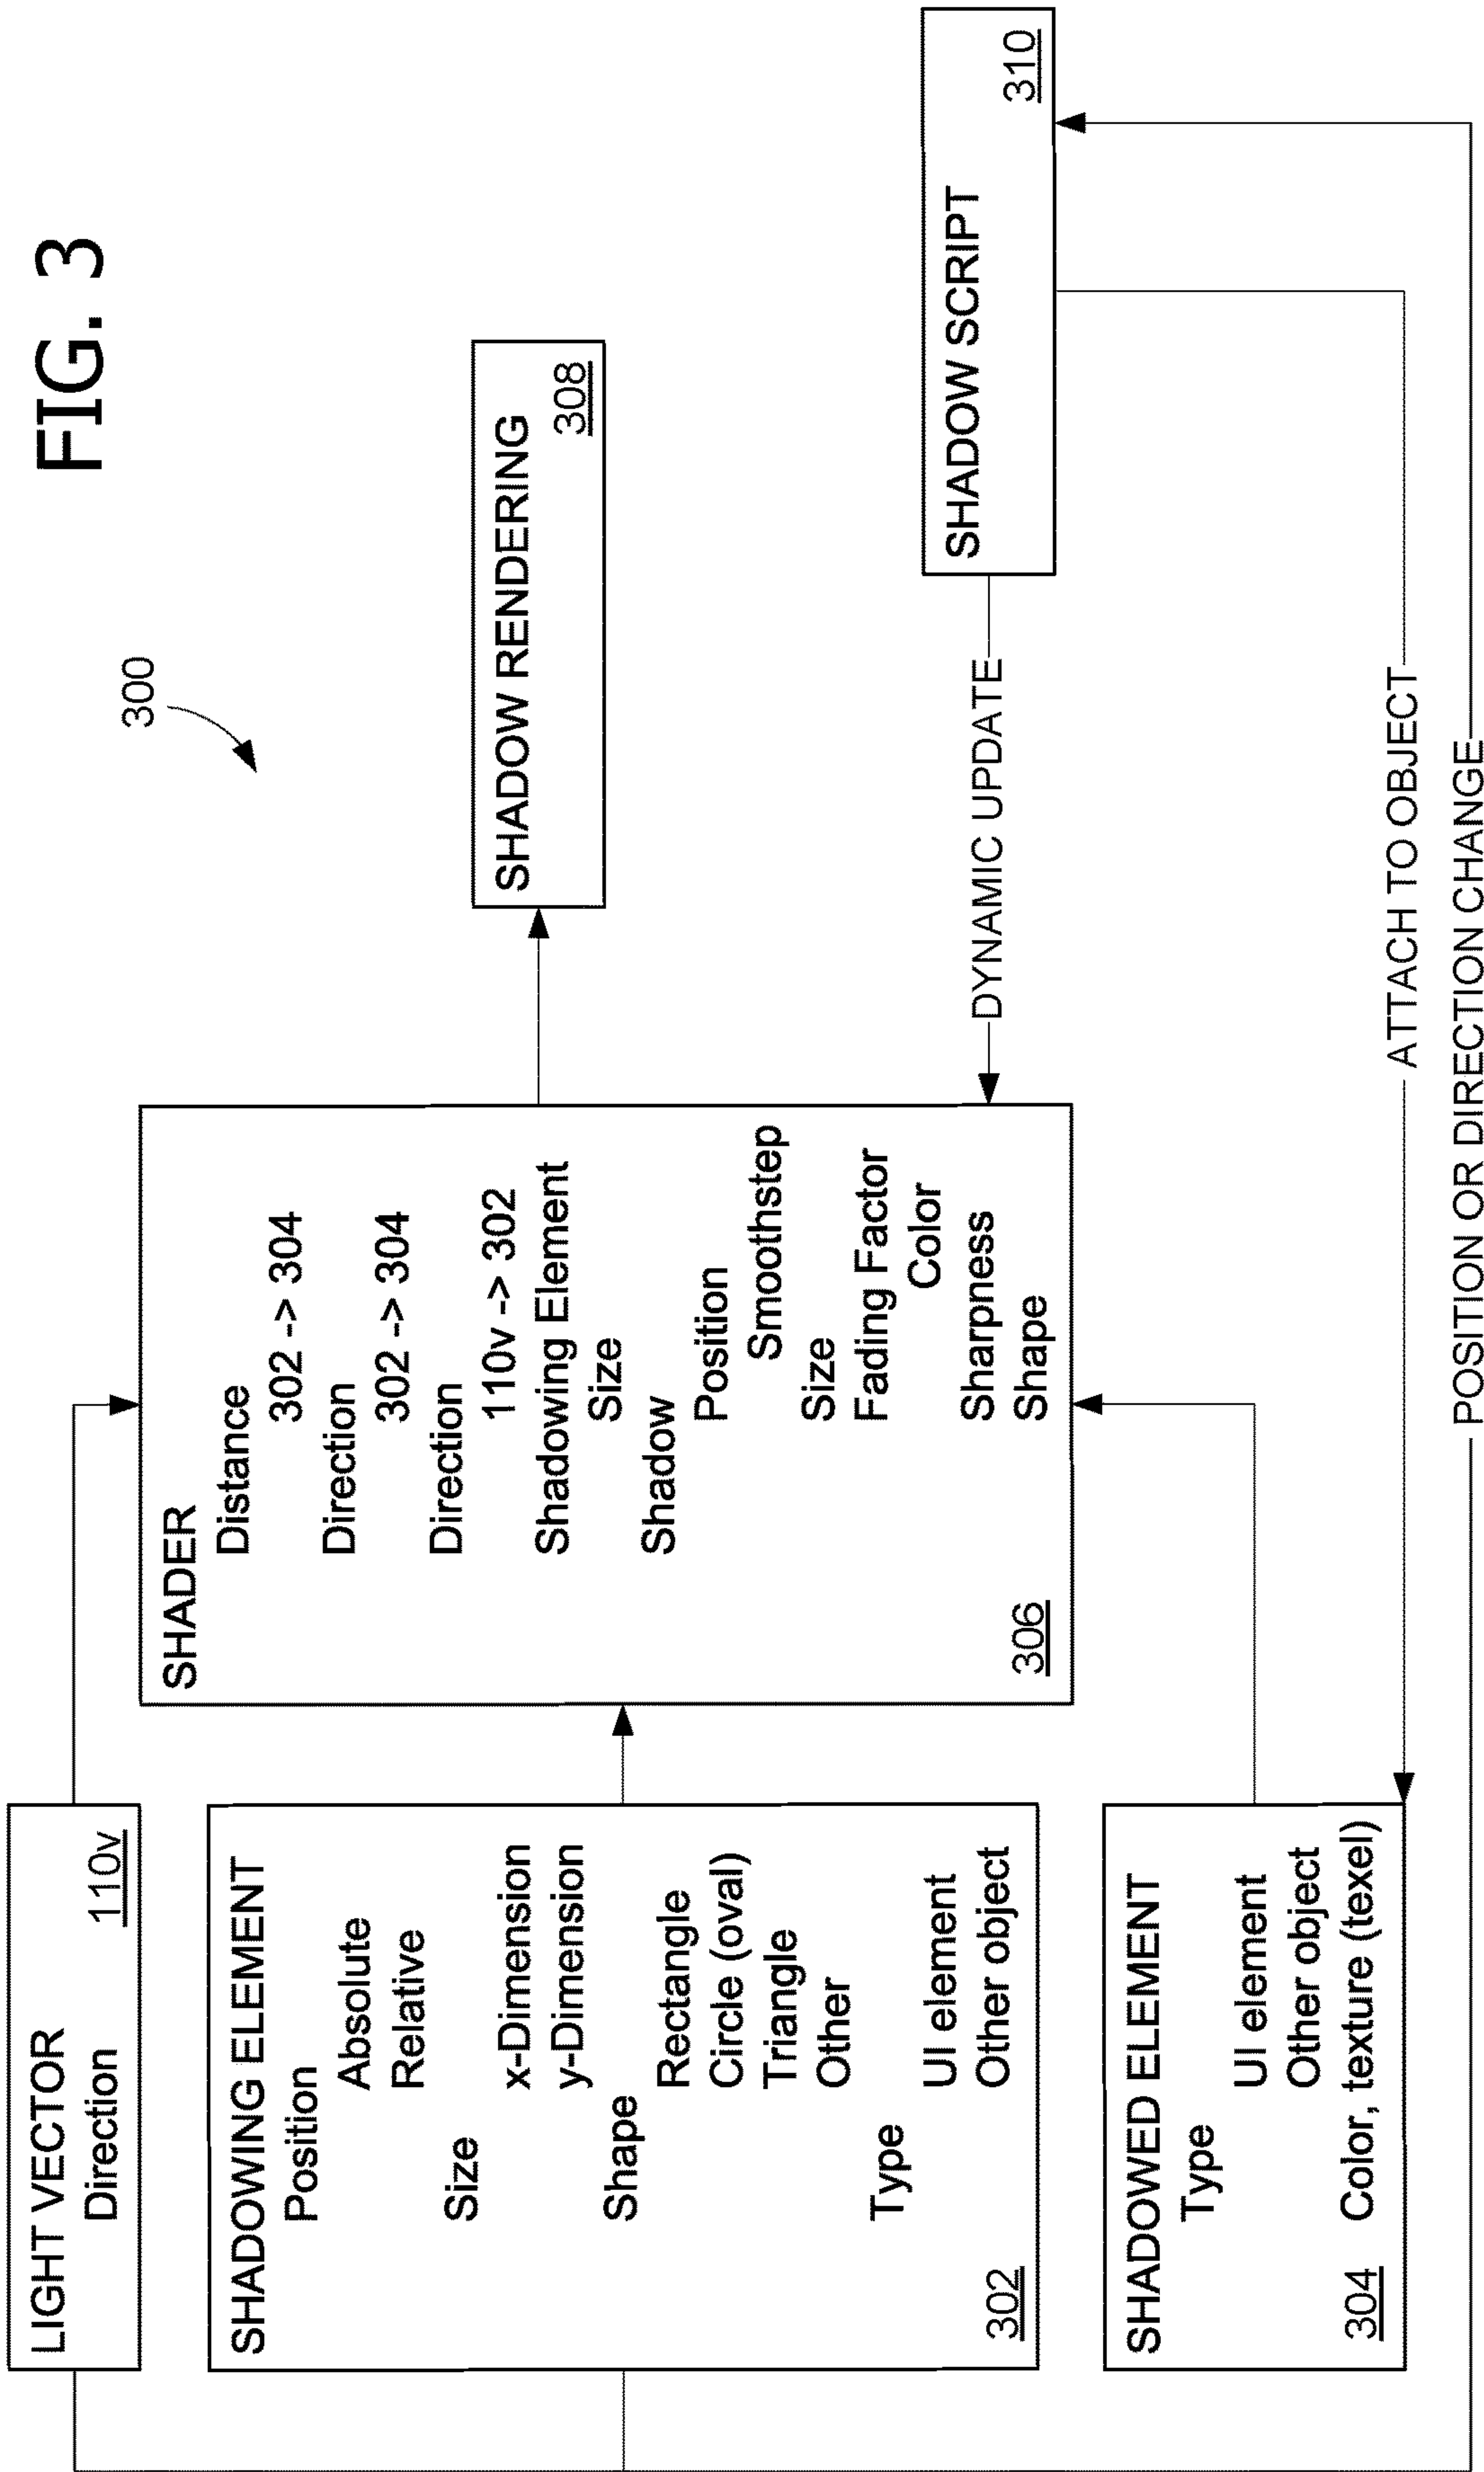 FIG. 3
300
LIGHT VECTOR
Direction
110v
SHADOWING ELEMENT
Position
Absolute
Relative
Size
x-Dimension
y-Dimension
Shape
Rectangle
Circle (oval)
Triangle
Other
Type
UI element
Other object
302
SHADOWED ELEMENT
Type
UI element
Other object
Color, texture (texel)
304
SHADER
Distance
302 -> 304
Direction
302 -> 304
Direction
110v -> 302
Shadowing Element
Size
Shadow
Position
Smoothstep
Size
Fading Factor
Color
Sharpness
Shape
306
SHADOW RENDERING
308
DYNAMIC UPDATE
SHADOW SCRIPT
310
ATTACH TO OBJECT
POSITION OR DIRECTION CHANGE